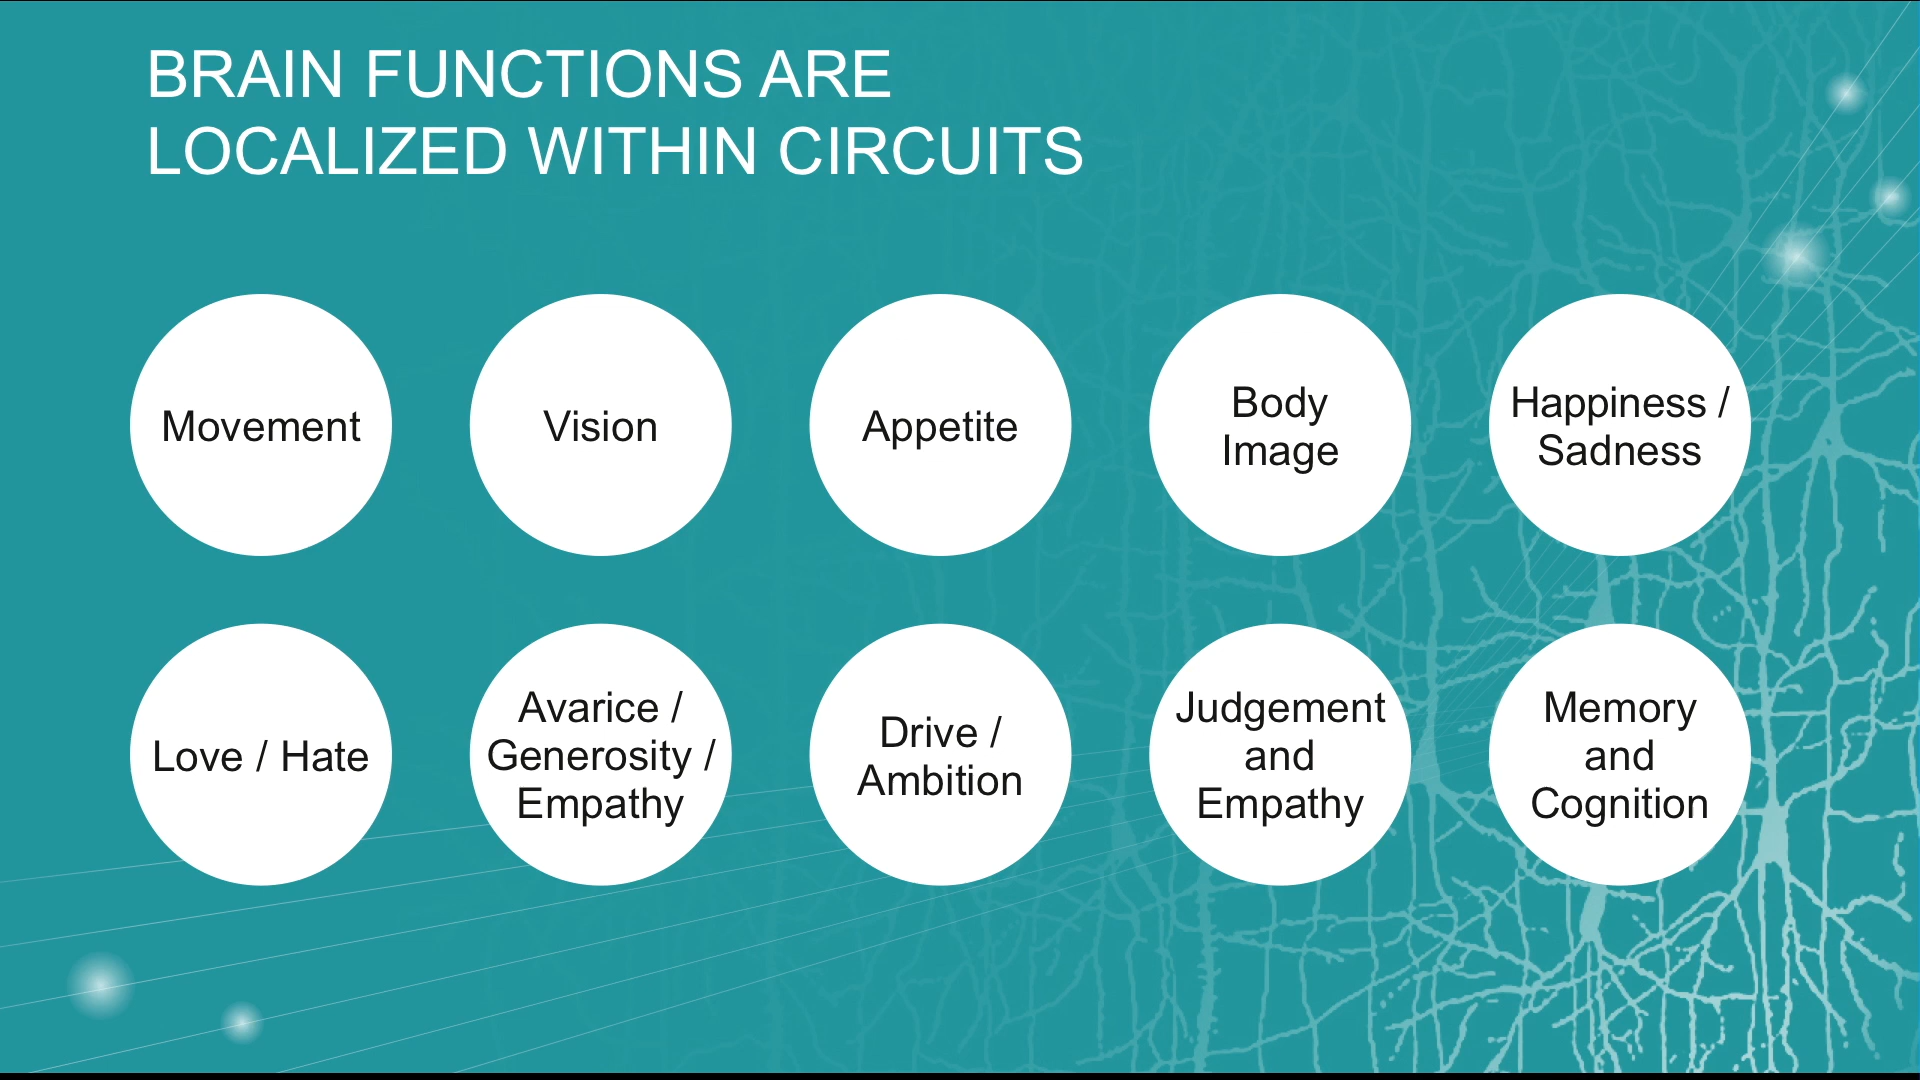 BRAIN FUNCTIONS ARE
LOCALIZED WITHIN CIRCUITS
Movement
Vision
Appetite
Body
Image
Happiness /
Sadness
Love / Hate
Avarice /
Generosity /
Empathy
Drive /
Ambition
Judgement
and
Empathy
Memory
and
Cognition